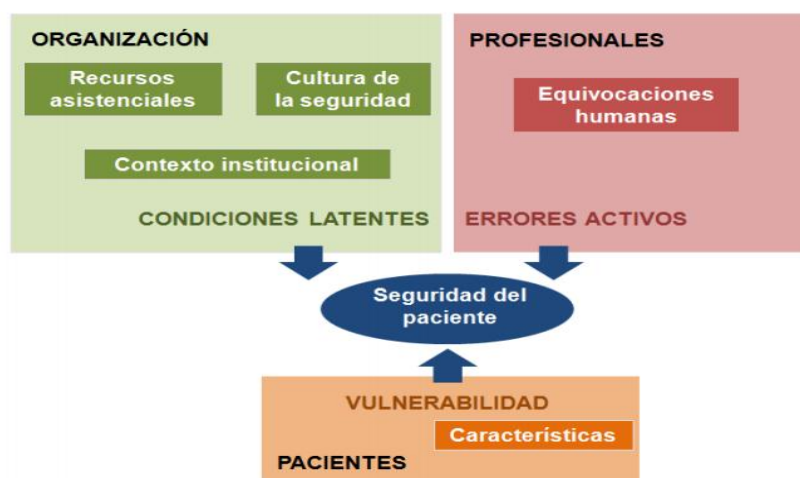 ORGANIZACIÓN
Recursos
asistenciales
Cultura de
la seguridad
Contexto institucional
CONDICIONES LATENTES
PROFESIONALES
Equivocaciones
humanas
ERRORES ACTIVOS
Seguridad del
paciente
VULNERABILIDAD
Características
PACIENTES